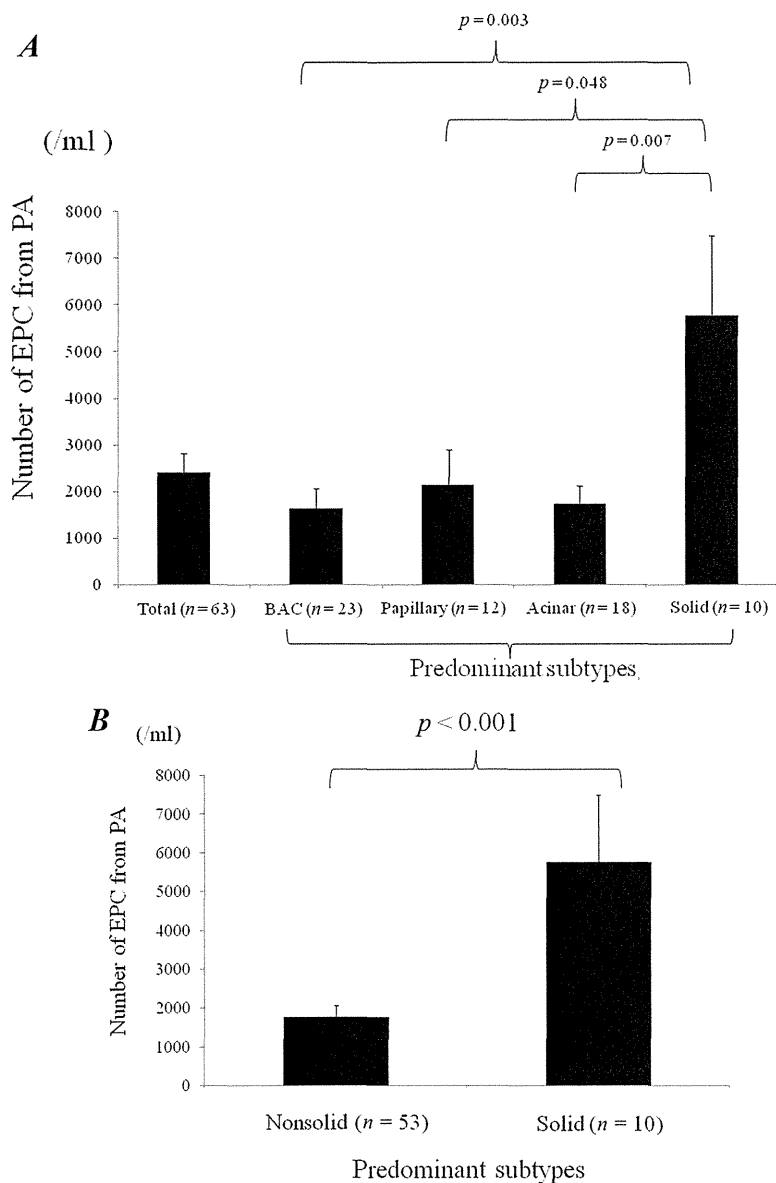 A
p=0.003
p=0.048
p=0.007
(/ml )
Number of EPC from PA
8000
7000
6000
5000
4000
3000
2000
1000
0
Total (n=63) BAC (n=23) Papillary (n=12) Acinar (n=18) Solid (n=10)
Predominant subtypes
B
(/ml)
p < 0.001
Number of EPC from PA
8000
7000
6000
5000
4000
3000
2000
1000
0
Nonsolid (n = 53) Solid (n = 10)
Predominant subtypes